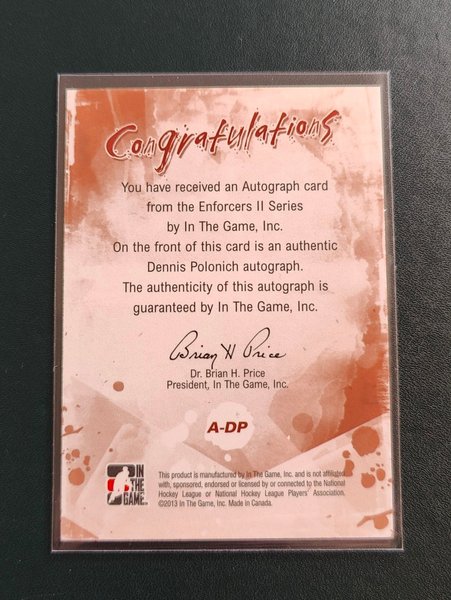 Congratulations
You have received an Autograph card
from the Enforcers II Series
by In The Game, Inc.
On the front of this card is an authentic
Dennis Polonich autograph.
The authenticity of this autograph is
guaranteed by In The Game, Inc.
Brian H Price
Dr. Brian H. Price
President, In The Game, Inc.
A-DP
IN
THE
GAME
This product is manufactured by In The Game, Inc. and is not affiliated
with, sponsored, endorsed or licensed by or connected to the National
Hockey League or National Hockey League Players' Association.
©2013 In The Game, Inc. Made in Canada.